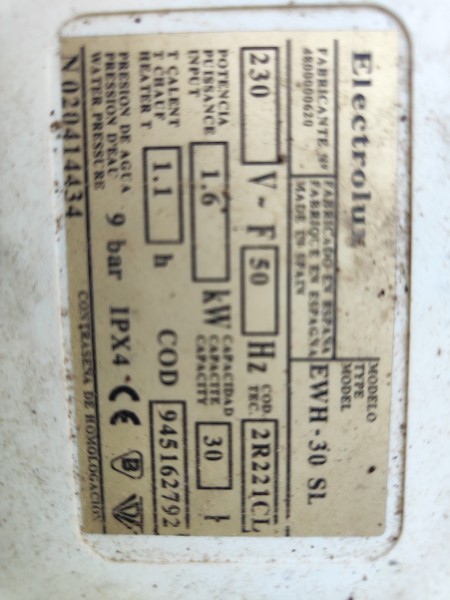 Electrolux
FABRICANTE Nº
4800000620
FABRICADO EN ESPAÑA
FABRIQUE EN ESPAGNE
MADE IN SPAIN
MODELO
TYPE
MODEL
EWH-30 SL
230 V ~ F 50 Hz
COD. TEC. 2R221CL
POTENCIA
PUISSANCE
INPUT
1.6 kW
CAPACIDAD
CAPACITE
CAPACITY
30 l
T CALENT
T CHAUF
HEATER T
1.1 h
COD 945162792
PRESION DE AGUA
PRESION D'EAU
WATER PRESSURE
9 bar IPX4 CE
N 020414434
CONTRASEÑA DE HOMOLOGACION